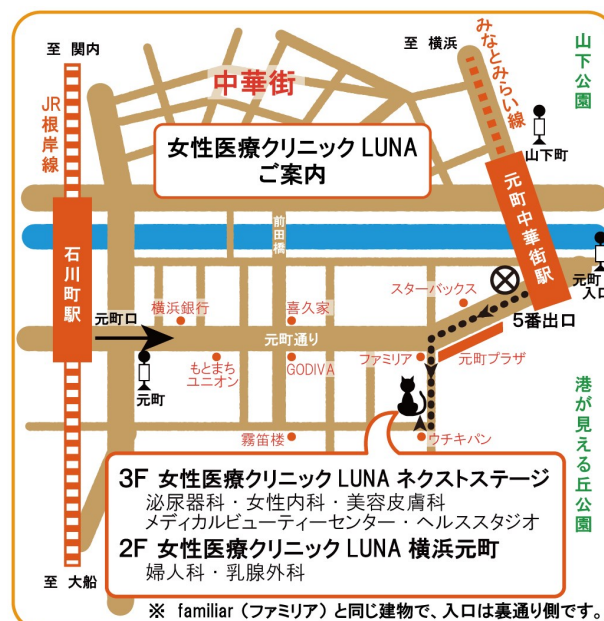 至 関内
JR根岸線
中華街
至 横浜
みなとみらい線
山下公園
山下町
女性医療クリニック LUNA
ご案内
元町中華街駅
石川町駅
前田橋
元町入口
元町口
横浜銀行
喜久家
スターバックス
5番出口
元町通り
元町
もとまち
ユニオン
GODIVA
ファミリア
元町プラザ
霧笛楼
ウチキパン
港が見える丘公園
3F 女性医療クリニック LUNA ネクストステージ
泌尿器科・女性内科・美容皮膚科
メディカルビューティーセンター・ヘルススタジオ
2F 女性医療クリニック LUNA 横浜元町
婦人科・乳腺外科
至 大船
※ familiar (ファミリア) と同じ建物で、入口は裏通り側です。